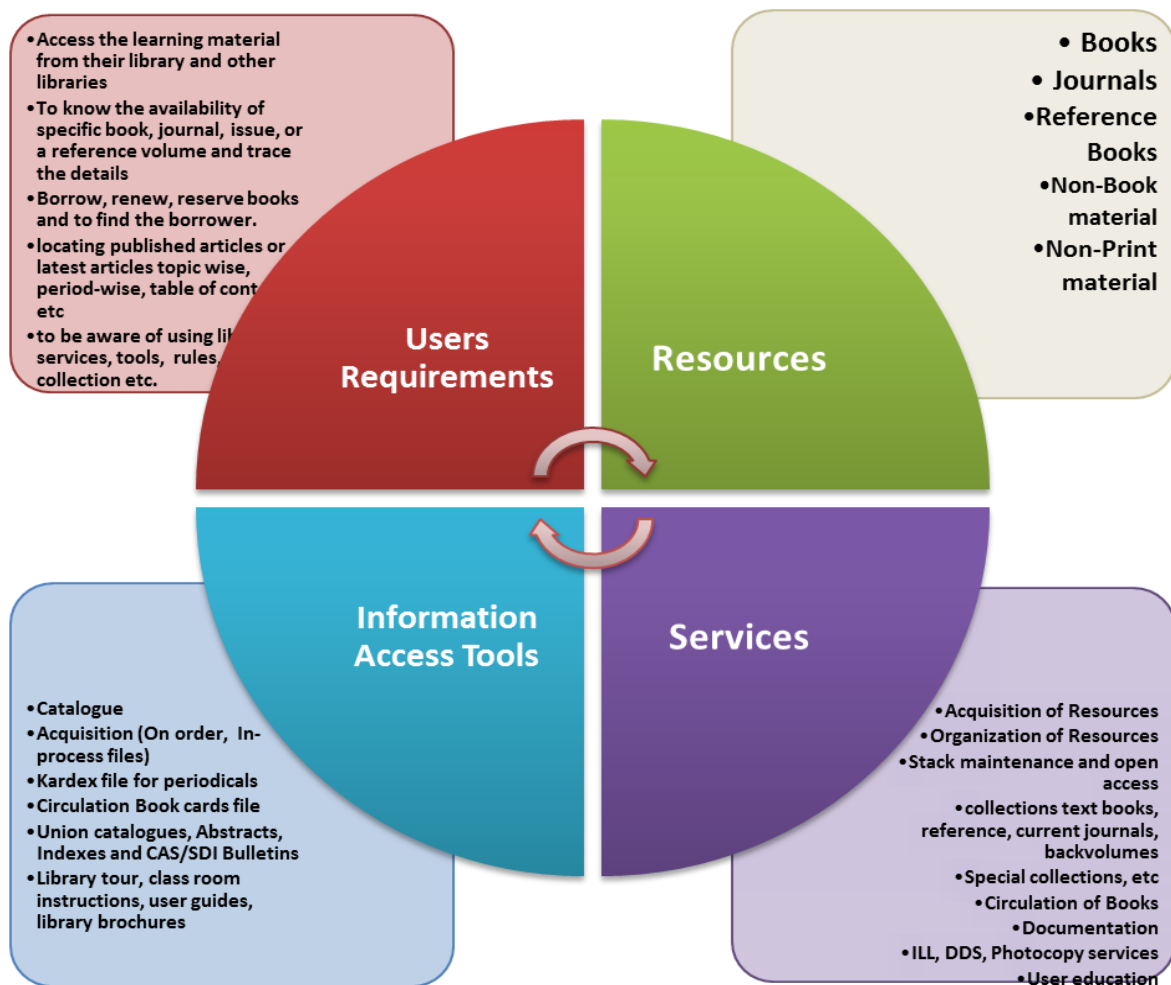 •Access the learning material
from their library and other
libraries
•To know the availability of
specific book, journal, issue, or
a reference volume and trace
the details
•Borrow, renew, reserve books
and to find the borrower.
•locating published articles or
latest articles topic wise,
period-wise, table of
etc
•to be aware of using
services, tools, rules,
collection etc.
• Books
• Journals
•Reference
Books
•Non-Book
material
•Non-Print
material
Users
Requirements
Resources
Information
Access Tools
Services
•Catalogue
•Acquisition (On order, In-
process files)
•Kardex file for periodicals
•Circulation Book cards file
•Union catalogues, Abstracts,
Indexes and CAS/SDI Bulletins
•Library tour, class room
instructions, user guides,
library brochures
•Acquisition of Resources
•Organization of Resources
•Stack maintenance and open
access
•collections text books,
reference, current journals,
backvolumes
•Special collections, etc
•Circulation of Books
•Documentation
•ILL, DDS, Photocopy services
•User education